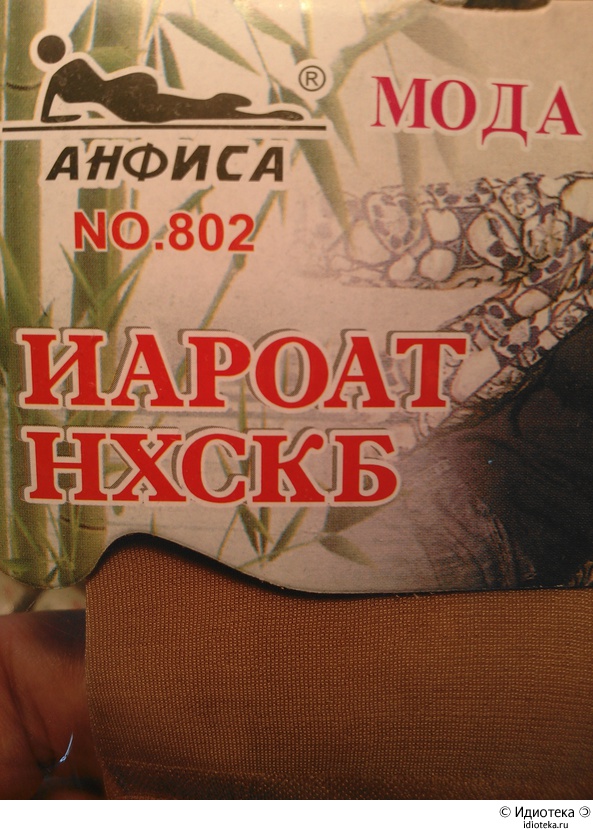 ®
МОДА
АНФИСА
NO.802
ИАРОАТ
НХСКБ
© Идиотека Ͽ
idioteka.ru